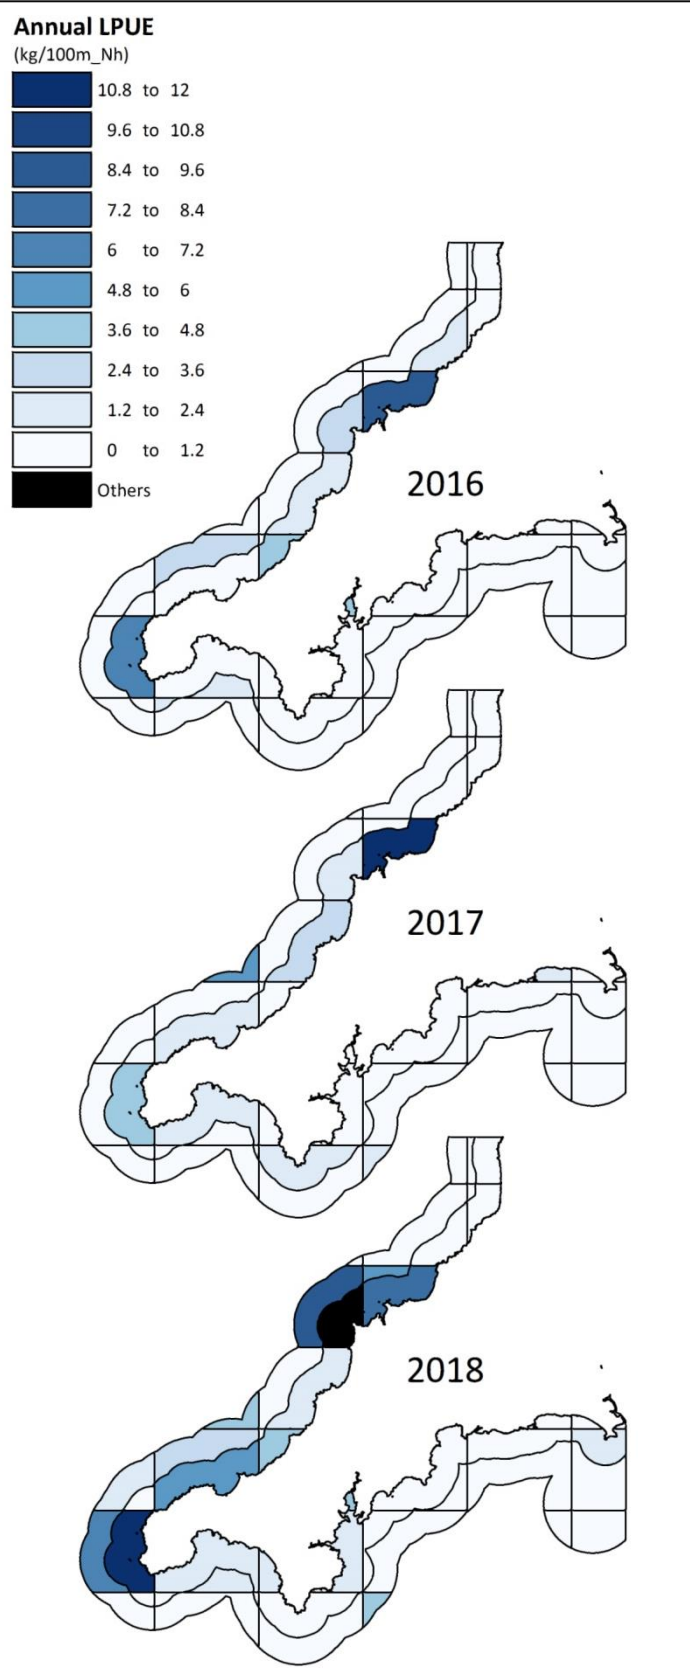 Annual LPUE
(kg/100m_Nh)
10.8 to 12
9.6 to 10.8
8.4 to 9.6
7.2 to 8.4
6 to 7.2
4.8 to 6
3.6 to 4.8
2.4 to 3.6
1.2 to 2.4
0 to 1.2
Others
2016
2017
2018